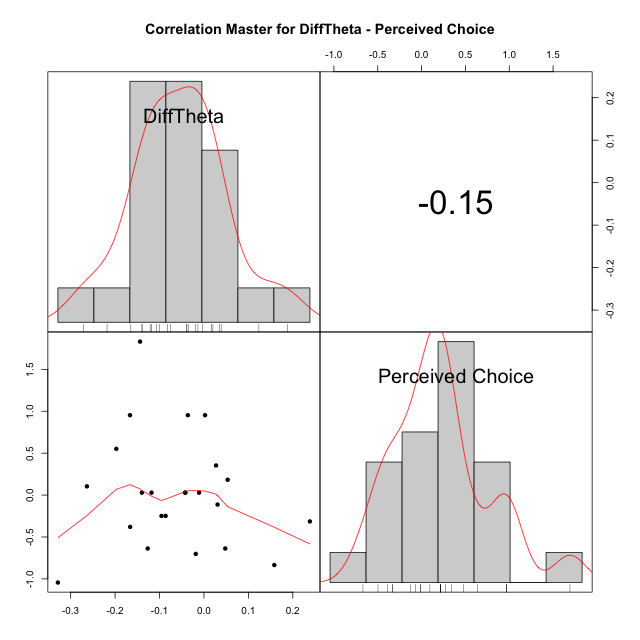 Correlation Master for DiffTheta - Perceived Choice
-1.0 -0.5 0.0 0.5 1.0 1.5
DiffTheta
-0.15
0.2
0.1
0.0
-0.1
-0.2
-0.3
1.5
1.0
0.5
0.0
-0.5
-1.0
Perceived Choice
-0.3 -0.2 -0.1 0.0 0.1 0.2